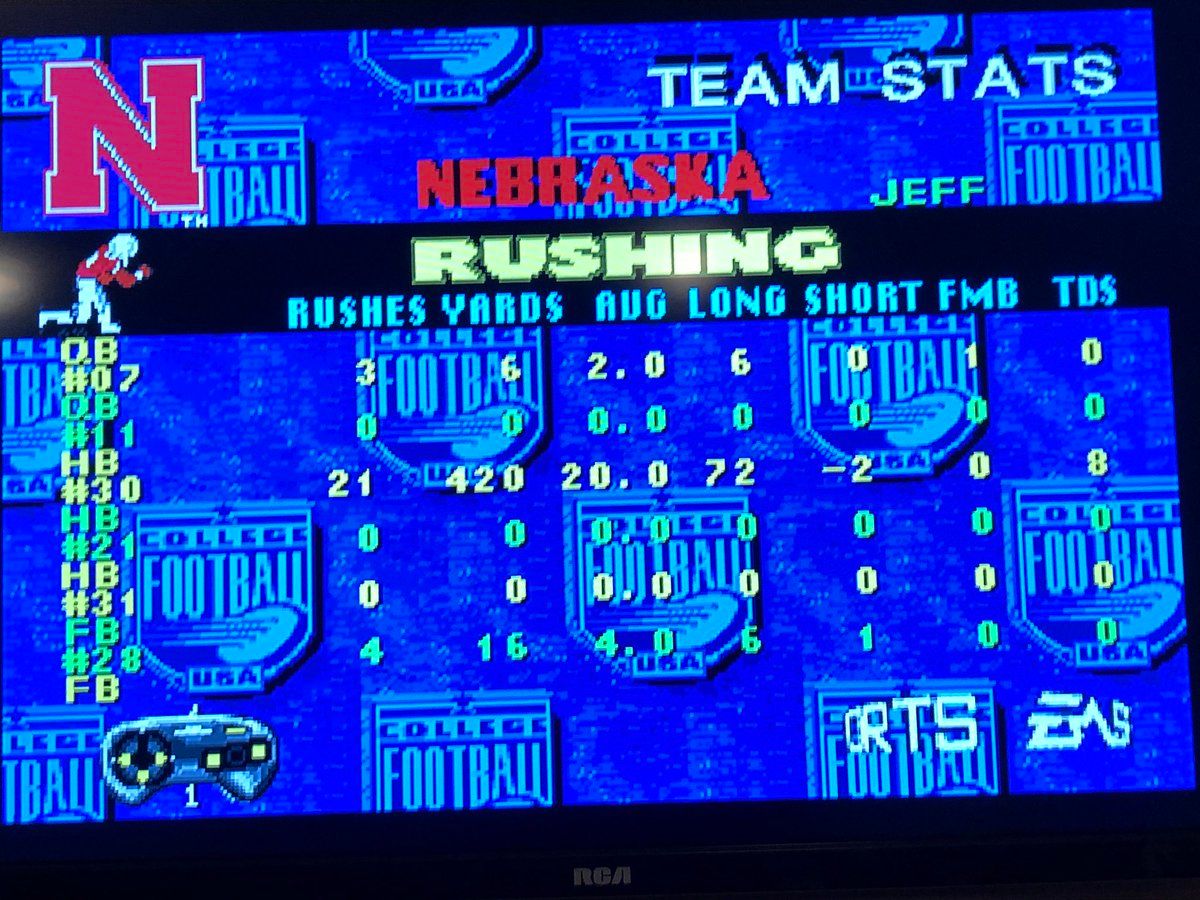 N
TEAM STATS
NEBRASKA
JEFF
TH
RUSHING
RUSHES YARDS AVG LONG SHORT FMB TDS
QB
#07 3 6 2.0 6 0 1 0
QB
#11 0 0 0.0 0 0 0 0
HB
#30 21 420 20.0 72 -2 0 8
HB
#21 0 0 0.0 0 0 0 0
HB
#31 0 0 0.0 0 0 0 0
FB
#28 4 16 4.0 6 1 0 0
FB
1
COLLEGE
FOOTBALL
USA
RCA